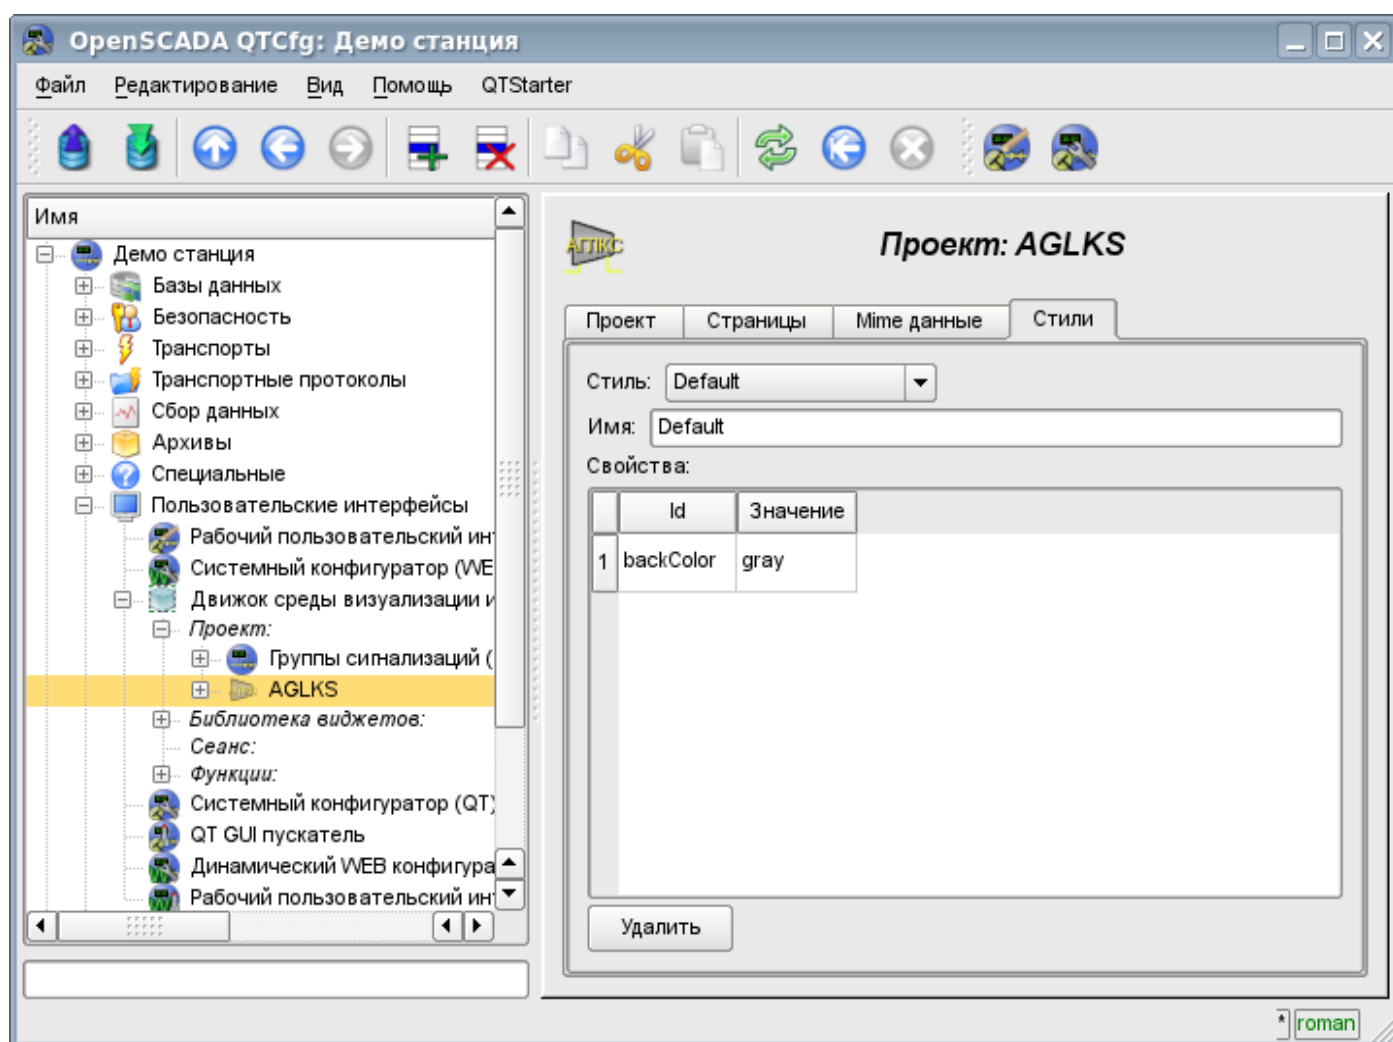 OpenSCADA QTCfg: Демо станция
Файл Редактирование Вид Помощь QTStarter
Имя
Демо станция
Базы данных
Безопасность
Транспорты
Транспортные протоколы
Сбор данных
Архивы
Специальные
Пользовательские интерфейсы
Рабочий пользовательский ин
Системный конфигуратор (WE
Движок среды визуализации и
Проект:
Группы сигнализаций (
AGLKS
Библиотека виджетов:
Сеанс:
Функции:
Системный конфигуратор (QT)
QT GUI пускатель
Динамический WEB конфигура
Рабочий пользовательский ин
АГЛКС
Проект: AGLKS
Проект Страницы Mime данные Стили
Стиль: Default
Имя: Default
Свойства:
Id Значение
1 backColor gray
Удалить
* roman